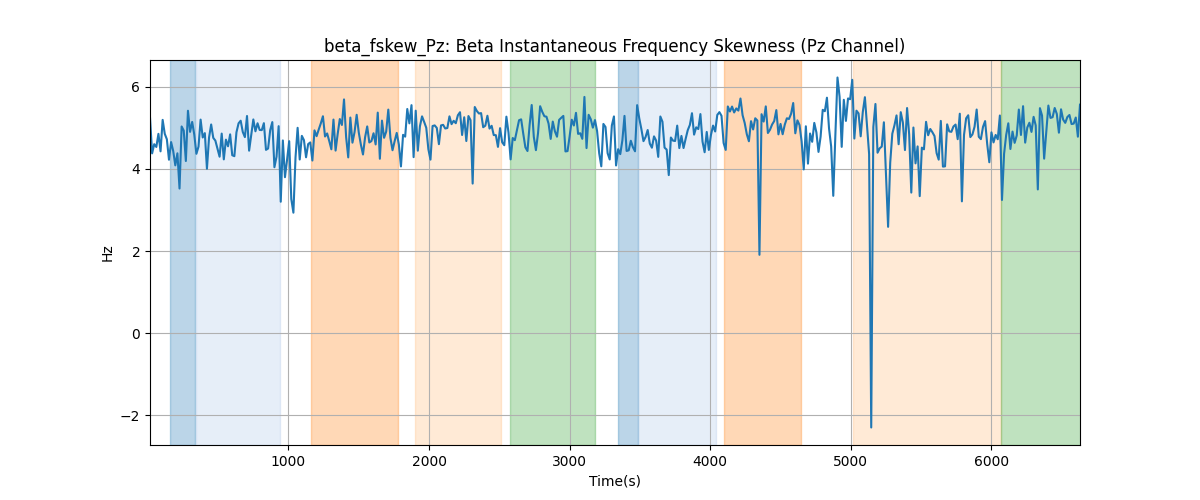 beta_fskew_Pz: Beta Instantaneous Frequency Skewness (Pz Channel)
6
4
2
0
−2
Hz
1000 2000 3000 4000 5000 6000
Time(s)